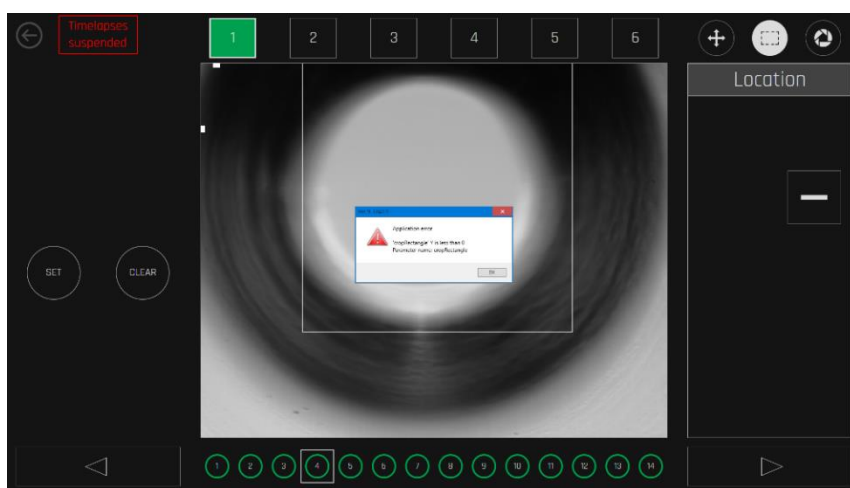 Timelapses
suspended
1 2 3 4 5 6
Location
Application error
'cropRectangle' Y is less than 0
Parameter name: cropRectangle
SET CLEAR
1 2 3 4 5 6 7 8 9 10 11 12 13 14